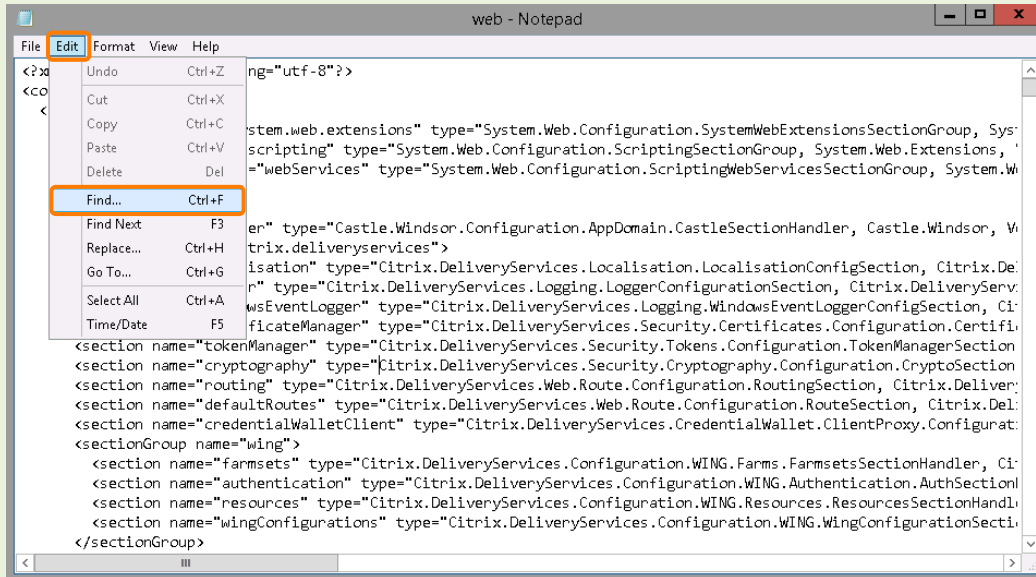 web - Notepad
File Edit Format View Help
Undo Ctrl+Z
Cut Ctrl+X
Copy Ctrl+C
Paste Ctrl+V
Delete Del
Find... Ctrl+F
Find Next F3
Replace... Ctrl+H
Go To... Ctrl+G
Select All Ctrl+A
Time/Date F5
<?x ng="utf-8"?>
<co
<
stem.web.extensions" type="System.Web.Configuration.SystemWebExtensionsSectionGroup, Sys
scripting" type="System.Web.Configuration.ScriptingSectionGroup, System.Web.Extensions,
="webServices" type="System.Web.Configuration.ScriptingWebServicesSectionGroup, System.W
er" type="Castle.Windsor.Configuration.AppDomain.CastleSectionHandler, Castle.Windsor, V
trix.deliveryservices">
isation" type="Citrix.DeliveryServices.Localisation.LocalisationConfigSection, Citrix.De
r" type="Citrix.DeliveryServices.Logging.LoggerConfigurationSection, Citrix.DeliveryServ
wsEventLogger" type="Citrix.DeliveryServices.Logging.WindowsEventLoggerConfigSection, Ci
ficateManager" type="Citrix.DeliveryServices.Security.Certificates.Configuration.Certifi
<section name="tokenManager" type="Citrix.DeliveryServices.Security.Tokens.Configuration.TokenManagerSection
<section name="cryptography" type="Citrix.DeliveryServices.Security.Cryptography.Configuration.CryptoSection
<section name="routing" type="Citrix.DeliveryServices.Web.Route.Configuration.RoutingSection, Citrix.Deliver
<section name="defaultRoutes" type="Citrix.DeliveryServices.Web.Route.Configuration.RouteSection, Citrix.Del
<section name="credentialWalletClient" type="Citrix.DeliveryServices.CredentialWallet.ClientProxy.Configurat
<sectionGroup name="wing">
<section name="farmsets" type="Citrix.DeliveryServices.Configuration.WING.Farms.FarmsetsSectionHandler, Ci
<section name="authentication" type="Citrix.DeliveryServices.Configuration.WING.Authentication.AuthSection
<section name="resources" type="Citrix.DeliveryServices.Configuration.WING.Resources.ResourcesSectionHandl
<section name="wingConfigurations" type="Citrix.DeliveryServices.Configuration.WING.WingConfigurationSecti
</sectionGroup>